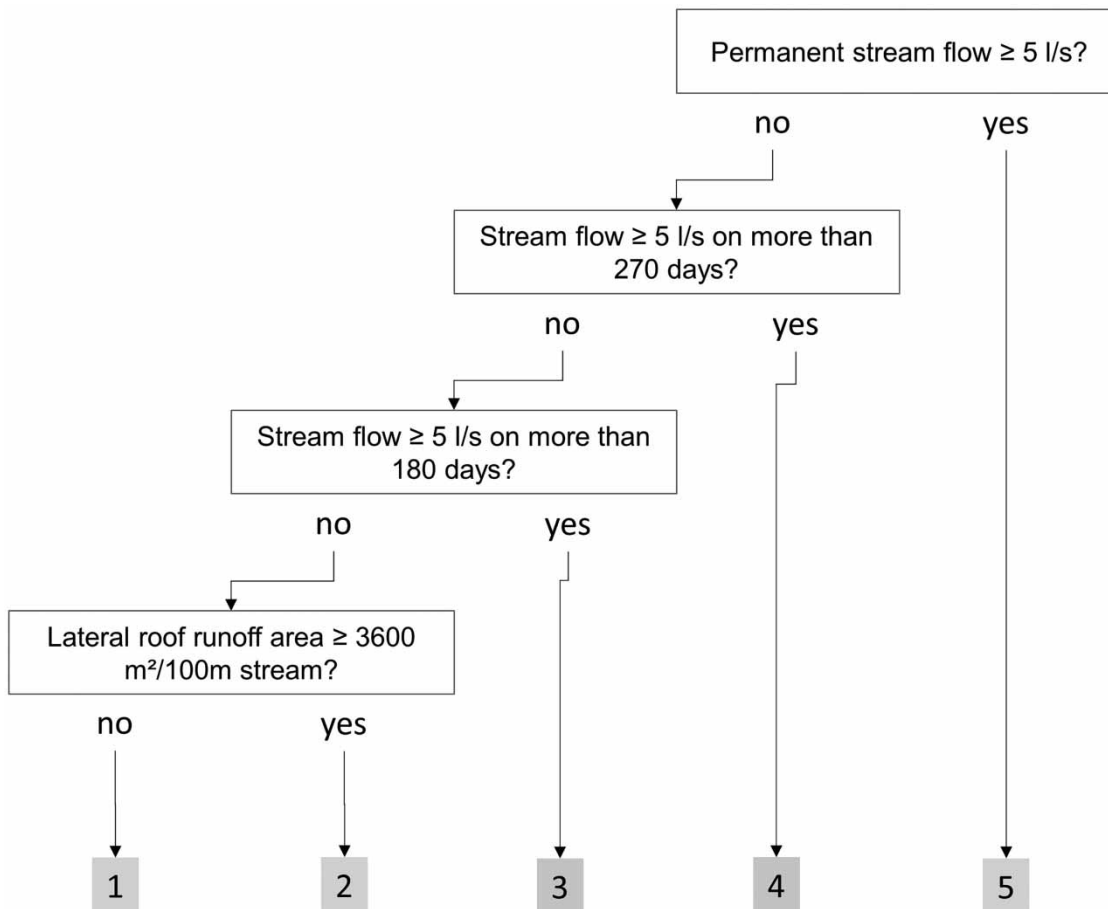 Permanent stream flow ≥ 5 l/s?
no
yes
Stream flow ≥ 5 l/s on more than
270 days?
no
yes
Stream flow ≥ 5 l/s on more than
180 days?
no
yes
Lateral roof runoff area ≥ 3600
m²/100m stream?
no
yes
1
2
3
4
5